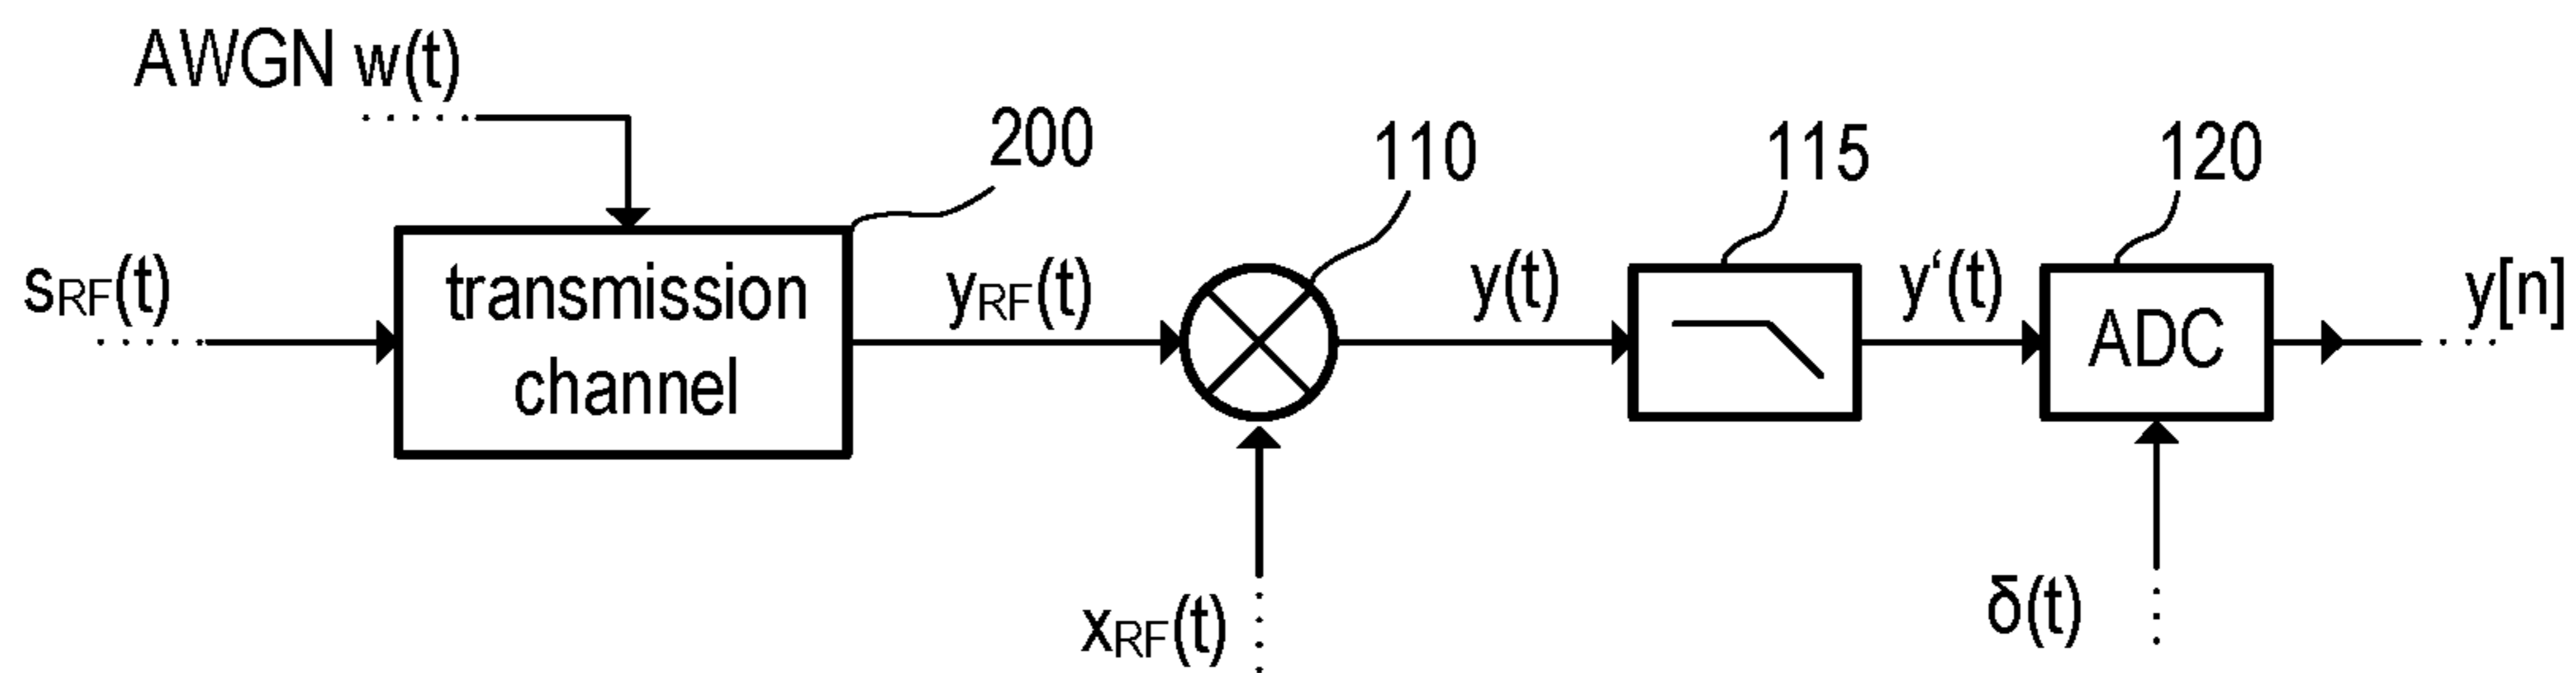 AWGN w(t)
200
110
115
120
sRF(t)
transmission
channel
yRF(t)
y(t)
y‘(t)
ADC
y[n]
xRF(t)
δ(t)